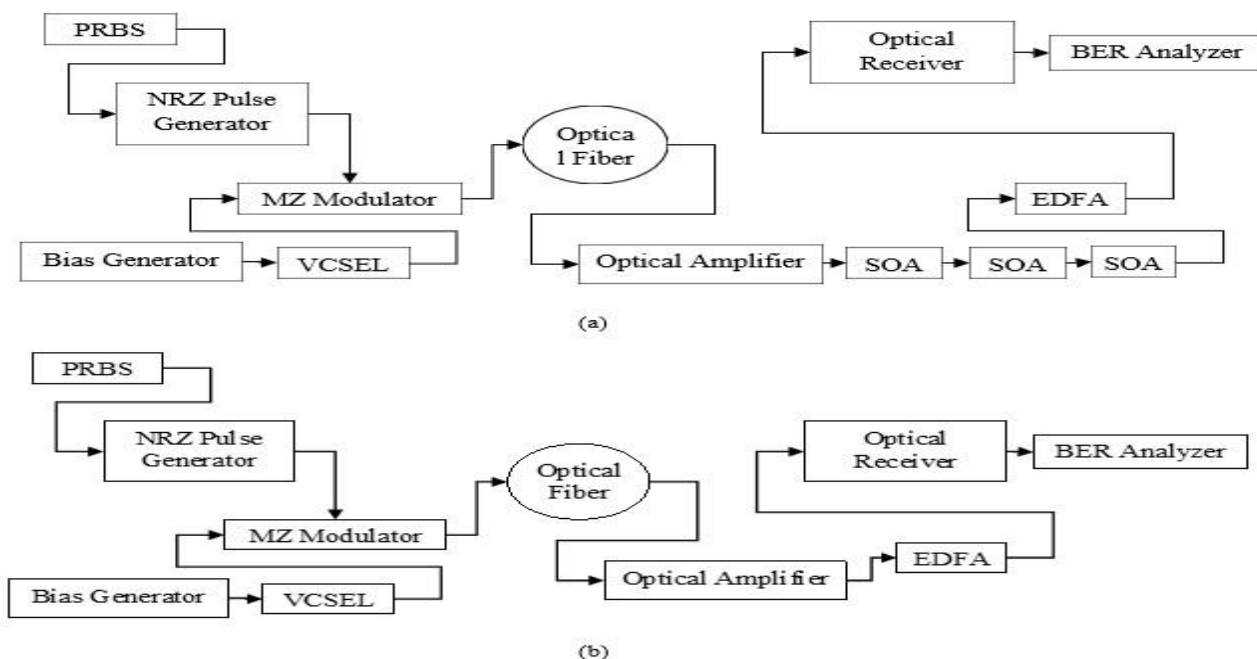 PRBS
NRZ Pulse
Generator
MZ Modulator
Bias Generator
VCSEL
Optica
l Fiber
Optical Amplifier
SOA
SOA
SOA
EDFA
Optical
Receiver
BER Analyzer
(a)
PRBS
NRZ Pulse
Generator
MZ Modulator
Bias Generator
VCSEL
Optical
Fiber
Optical Amplifier
EDFA
Optical
Receiver
BER Analyzer
(b)